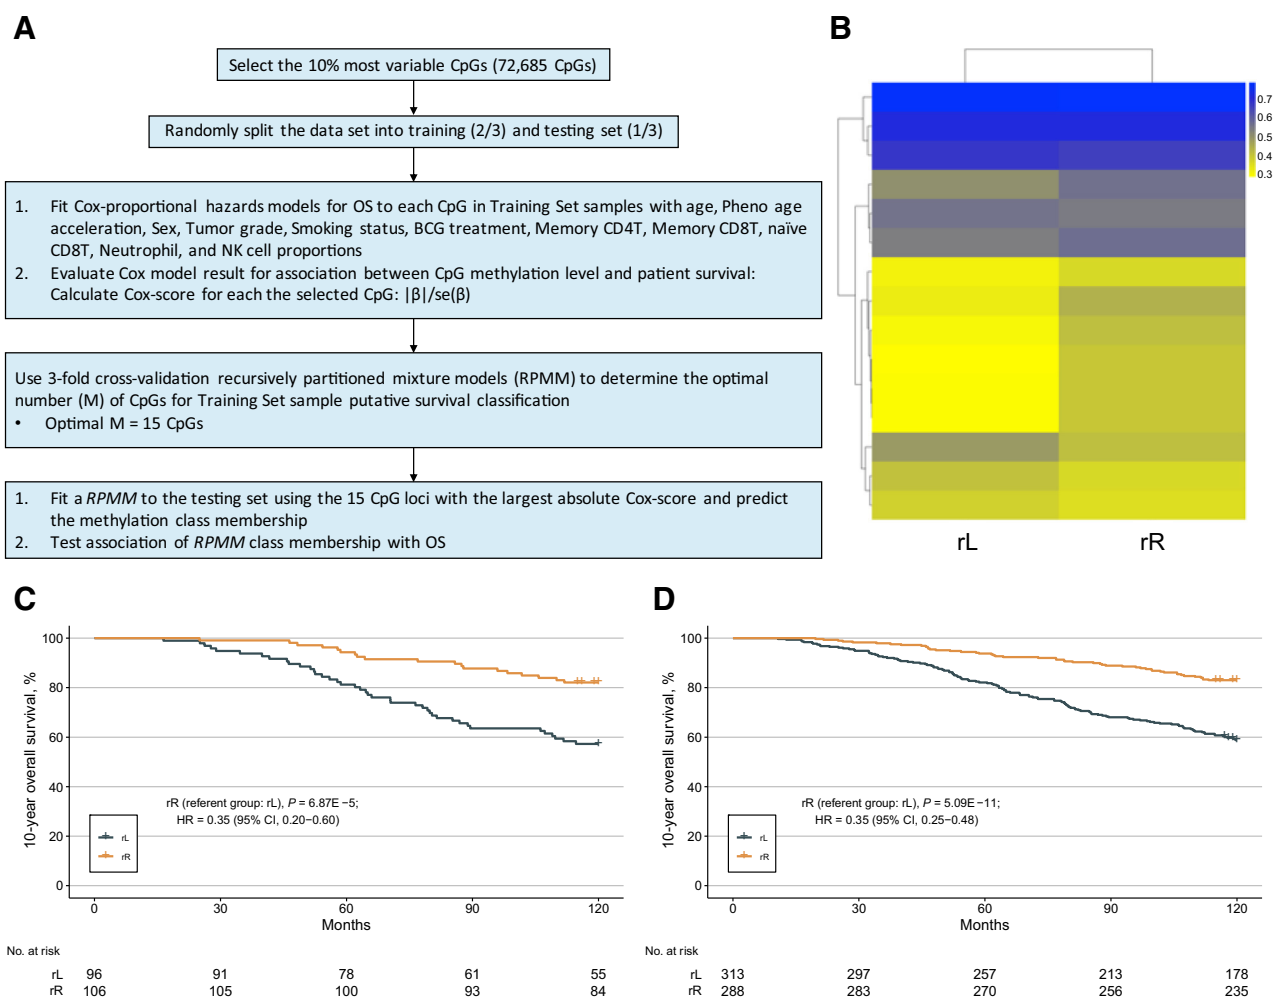 A
Select the 10% most variable CpGs (72,685 CpGs)
Randomly split the data set into training (2/3) and testing set (1/3)
1. Fit Cox-proportional hazards models for OS to each CpG in Training Set samples with age, Pheno age
acceleration, Sex, Tumor grade, Smoking status, BCG treatment, Memory CD4T, Memory CD8T, naïve
CD8T, Neutrophil, and NK cell proportions
2. Evaluate Cox model result for association between CpG methylation level and patient survival:
Calculate Cox-score for each the selected CpG: |β|/se(β)
Use 3-fold cross-validation recursively partitioned mixture models (RPMM) to determine the optimal
number (M) of CpGs for Training Set sample putative survival classification
• Optimal M = 15 CpGs
1. Fit a RPMM to the testing set using the 15 CpG loci with the largest absolute Cox-score and predict
the methylation class membership
2. Test association of RPMM class membership with OS
B
0.7
0.6
0.5
0.4
0.3
rL rR
C
10-year overall survival, %
100
80
60
40
20
0
rR (referent group: rL), P = 6.87E −5;
HR = 0.35 (95% CI, 0.20−0.60)
rL
rR
0 30 60 90 120
Months
No. at risk
rL 96 91 78 61 55
rR 106 105 100 93 84
D
10-year overall survival, %
100
80
60
40
20
0
rR (referent group: rL), P = 5.09E −11;
HR = 0.35 (95% CI, 0.25−0.48)
rL
rR
0 30 60 90 120
Months
No. at risk
rL 313 297 257 213 178
rR 288 283 270 256 235